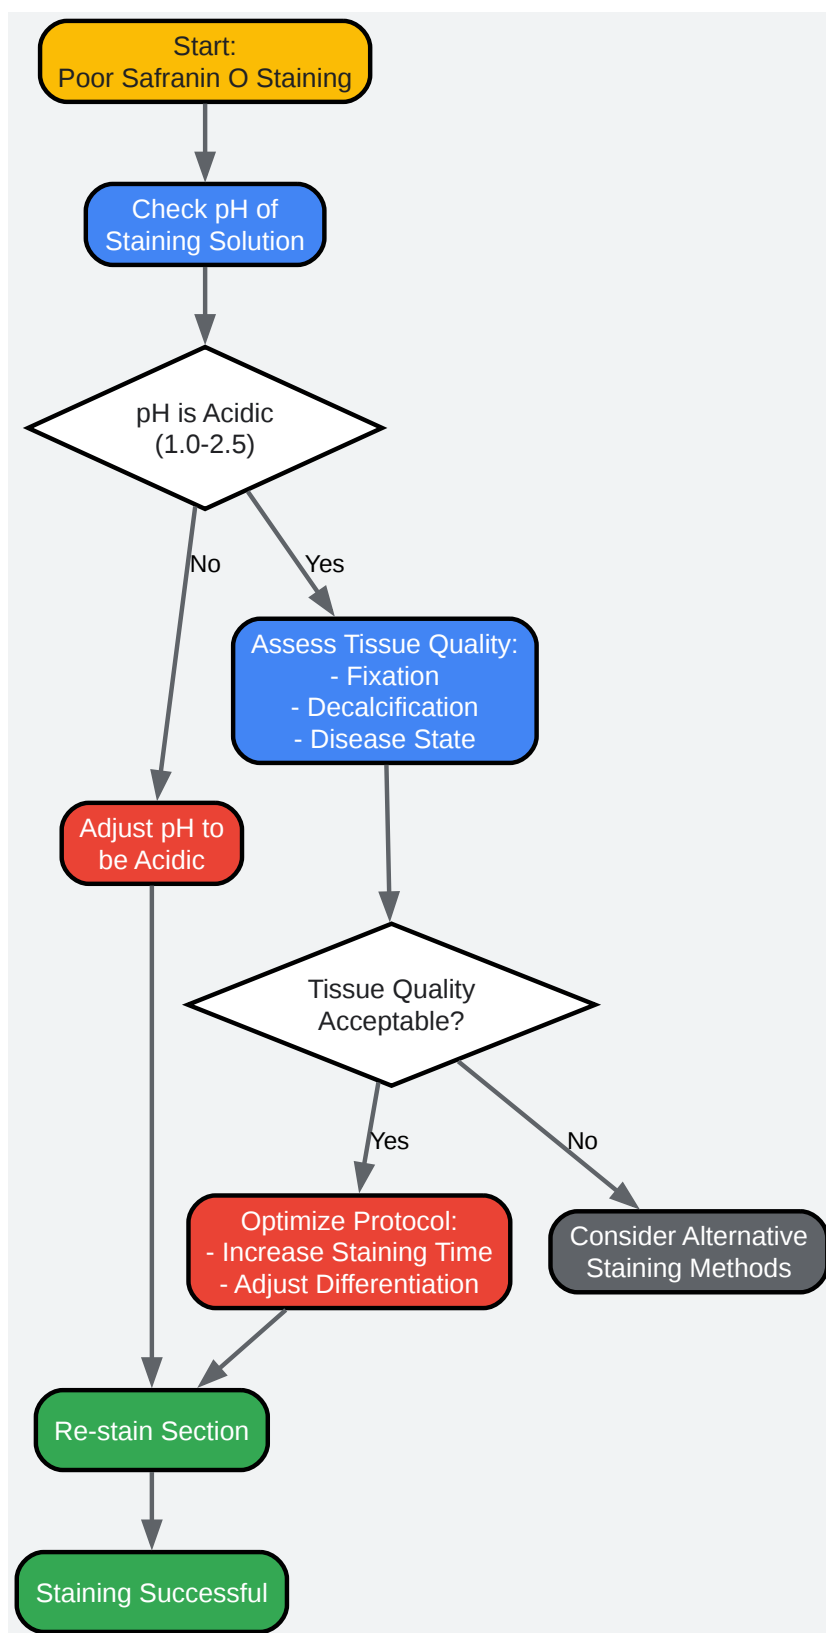 Start:
Poor Safranin O Staining
Check pH of
Staining Solution
pH is Acidic
(1.0-2.5)
No
Yes
Assess Tissue Quality:
- Fixation
- Decalcification
- Disease State
Adjust pH to
be Acidic
Tissue Quality
Acceptable?
Yes
No
Optimize Protocol:
- Increase Staining Time
- Adjust Differentiation
Consider Alternative
Staining Methods
Re-stain Section
Staining Successful